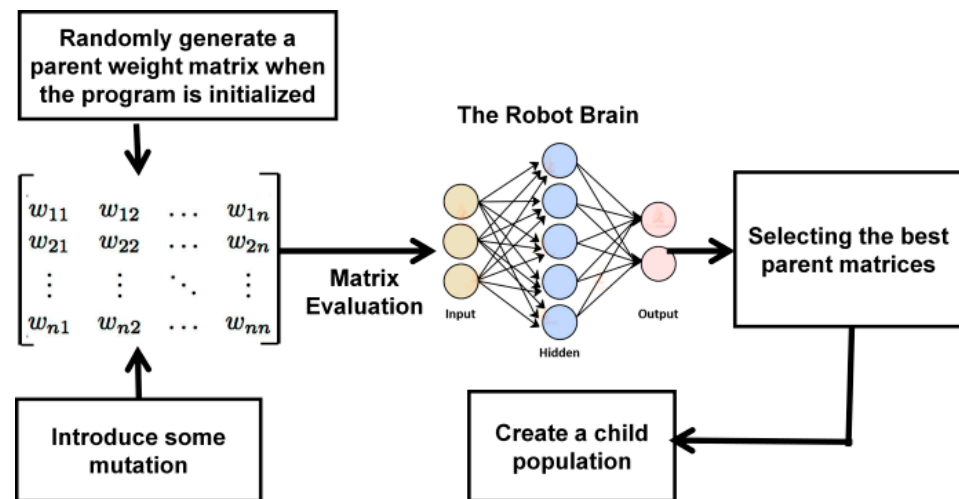 Randomly generate a
parent weight matrix when
the program is initialized
The Robot Brain
w11 w12 ... w1n
w21 w22 ... w2n
⋮ ⋮ ⋱ ⋮
wn1 wn2 ... wnn
Matrix
Evaluation
Input
Hidden
Output
Selecting the best
parent matrices
Introduce some
mutation
Create a child
population